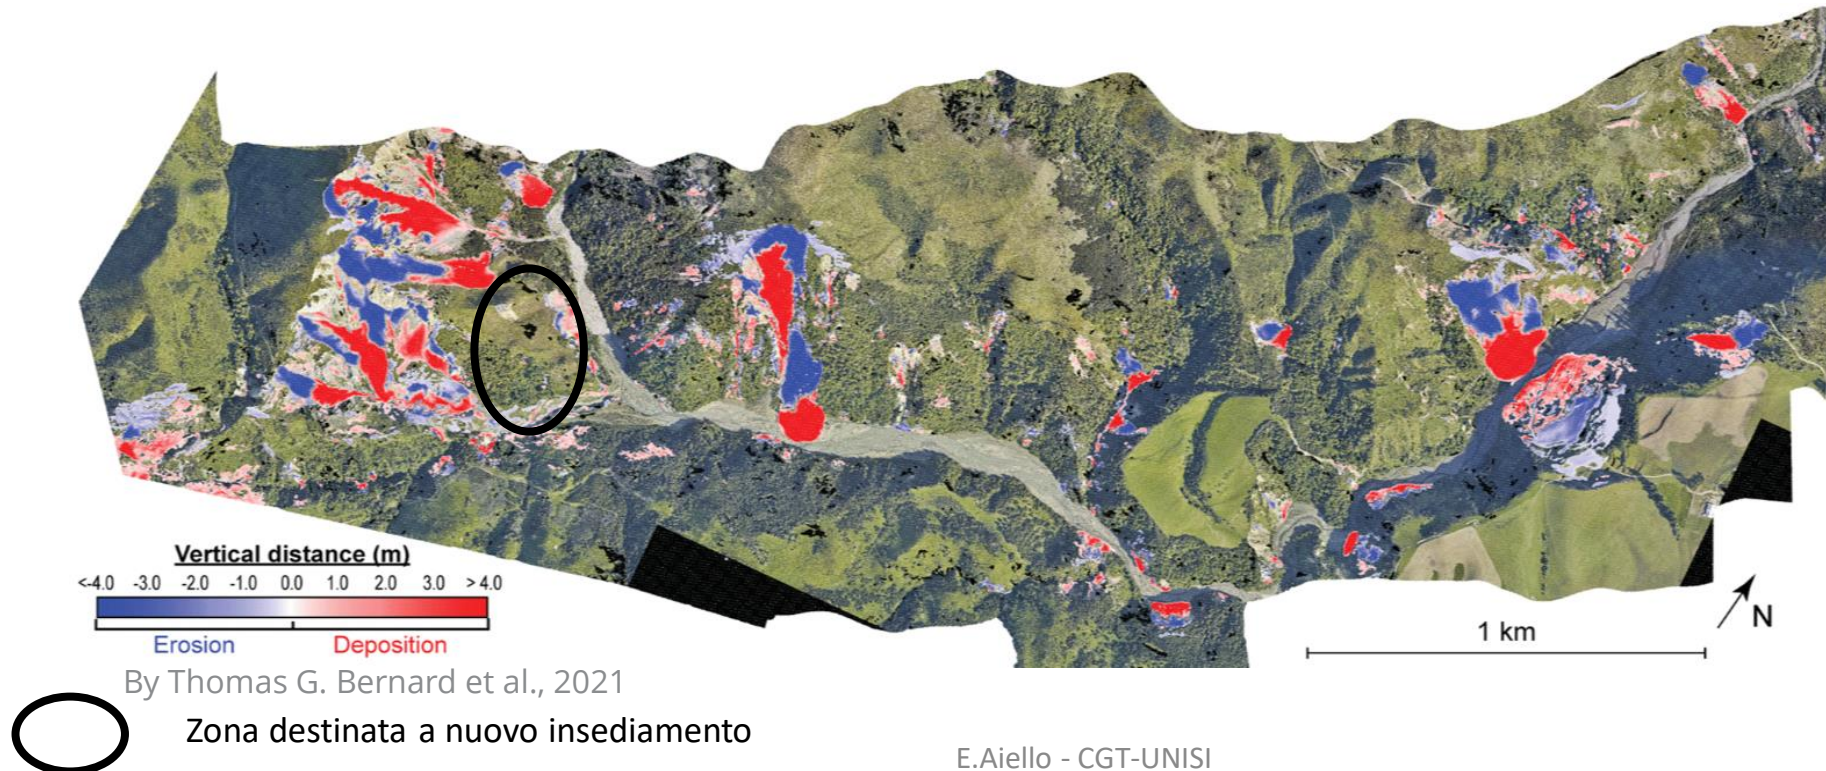 Vertical distance (m)
<-4.0 -3.0 -2.0 -1.0 0.0 1.0 2.0 3.0 > 4.0
Erosion Deposition
1 km
N
By Thomas G. Bernard et al., 2021
Zona destinata a nuovo insediamento
E.Aiello - CGT-UNISI